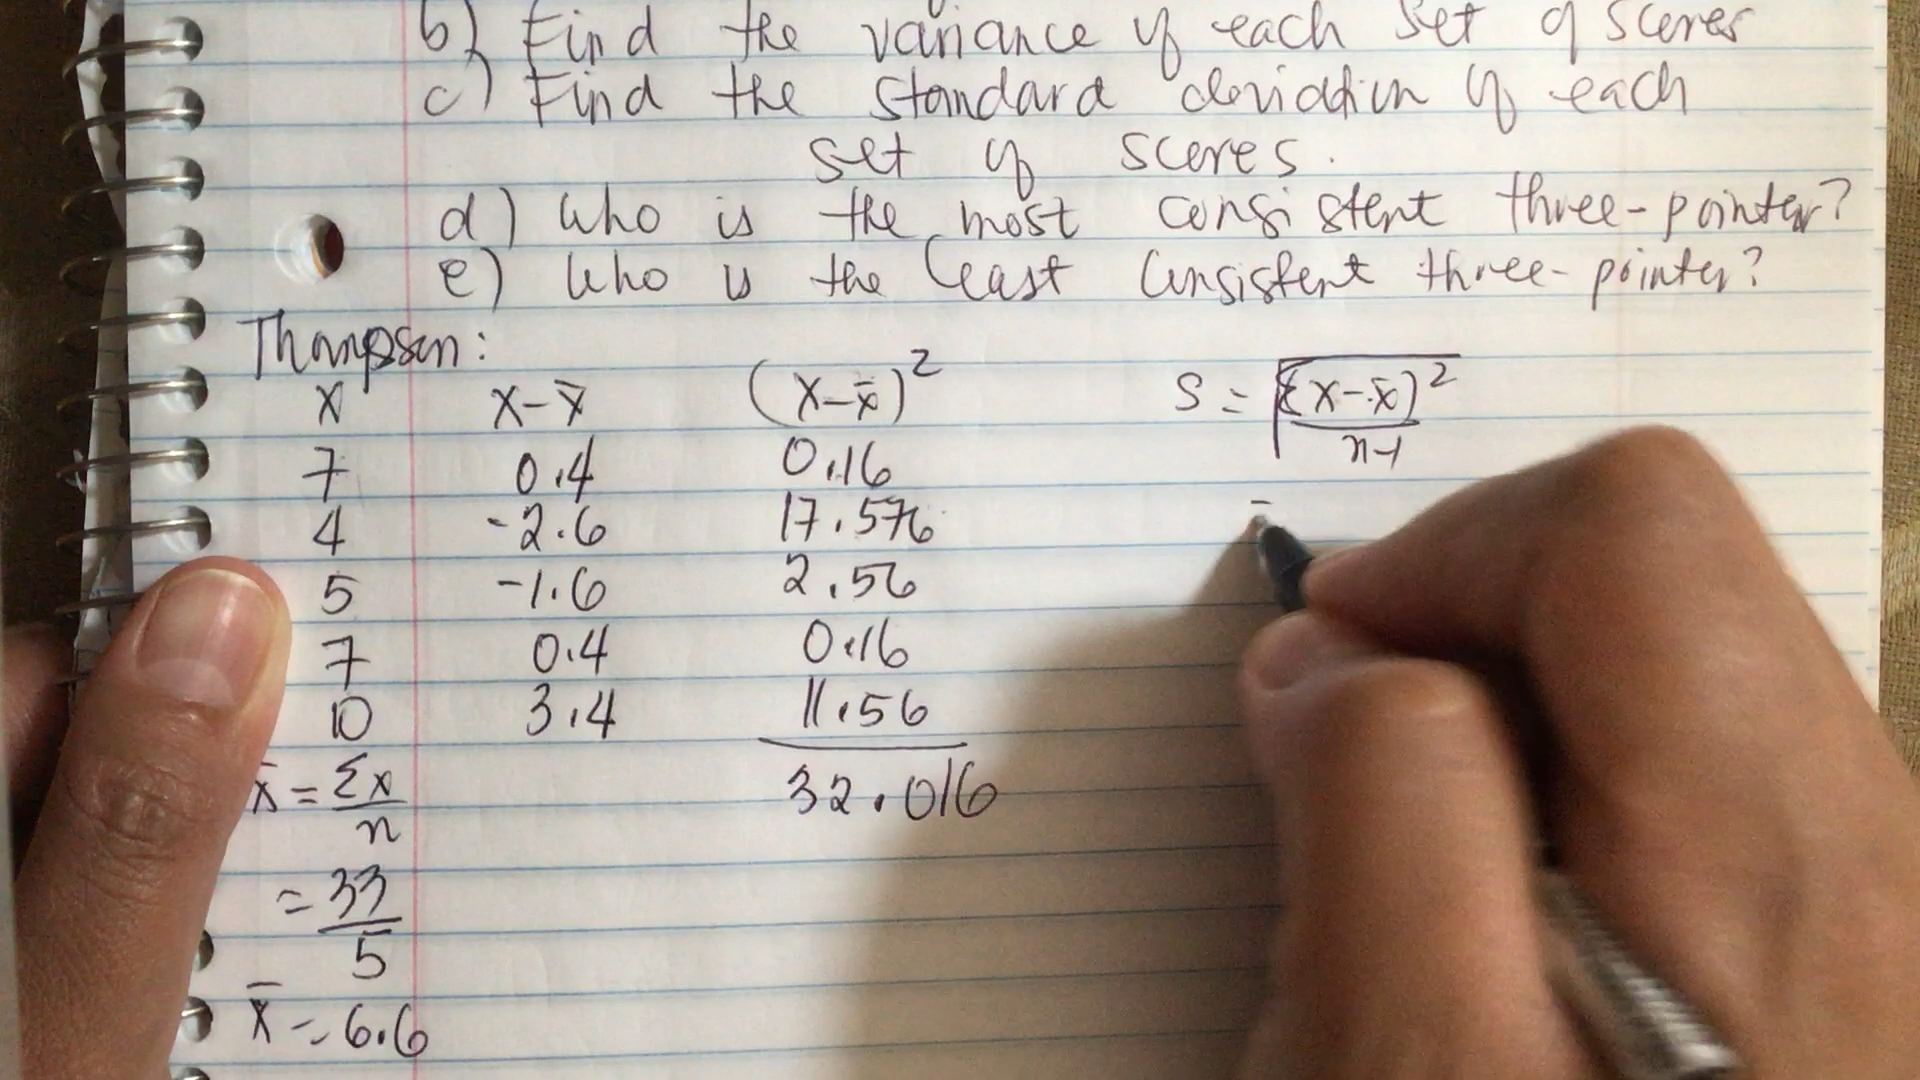 b) Find the variance of each set of scores
c) Find the standard deviation of each
set of scores.
d) Who is the most consistent three-pointer?
e) Who is the least consistent three-pointer?
Thompson:
x x-x̄ (x-x̄)² S = √Σ(x-x̄)²/n-1
7 0.4 0.16 =
4 -2.6 17.576
5 -1.6 2.56
7 0.4 0.16
10 3.4 11.56
x̄ = Σx/n 32.016
= 33/5
x̄ = 6.6